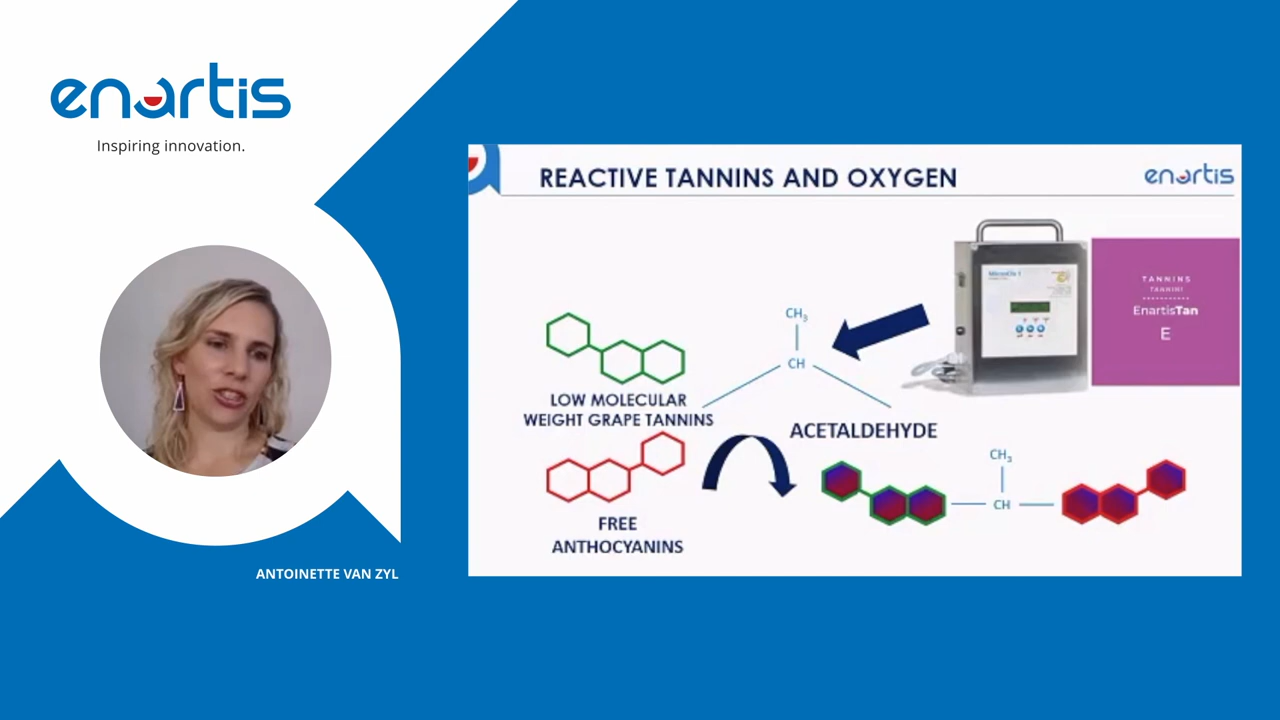 enartis
Inspiring innovation.
ANTOINETTE VAN ZYL
REACTIVE TANNINS AND OXYGEN
enartis
TANNINS
TANNINI
EnartisTan
E
CH3
CH
LOW MOLECULAR
WEIGHT GRAPE TANNINS
ACETALDEHYDE
FREE
ANTHOCYANINS
CH3
CH